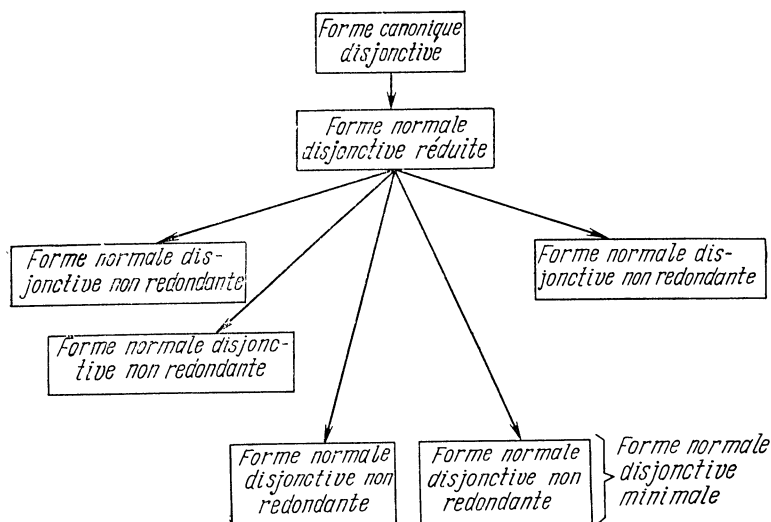 Forme canonique
disjonctivé
Forme normale
disjonctive réduite
Forme normale dis-
jonctive non redondante
Forme normale dis-
jonctive non redondante
Forme normale disjonc-
tive non redondante
Forme normale
disjonctive non
redondante
Forme normale
disjonctive non
redondante
Forme normale
disjonctive
minimale